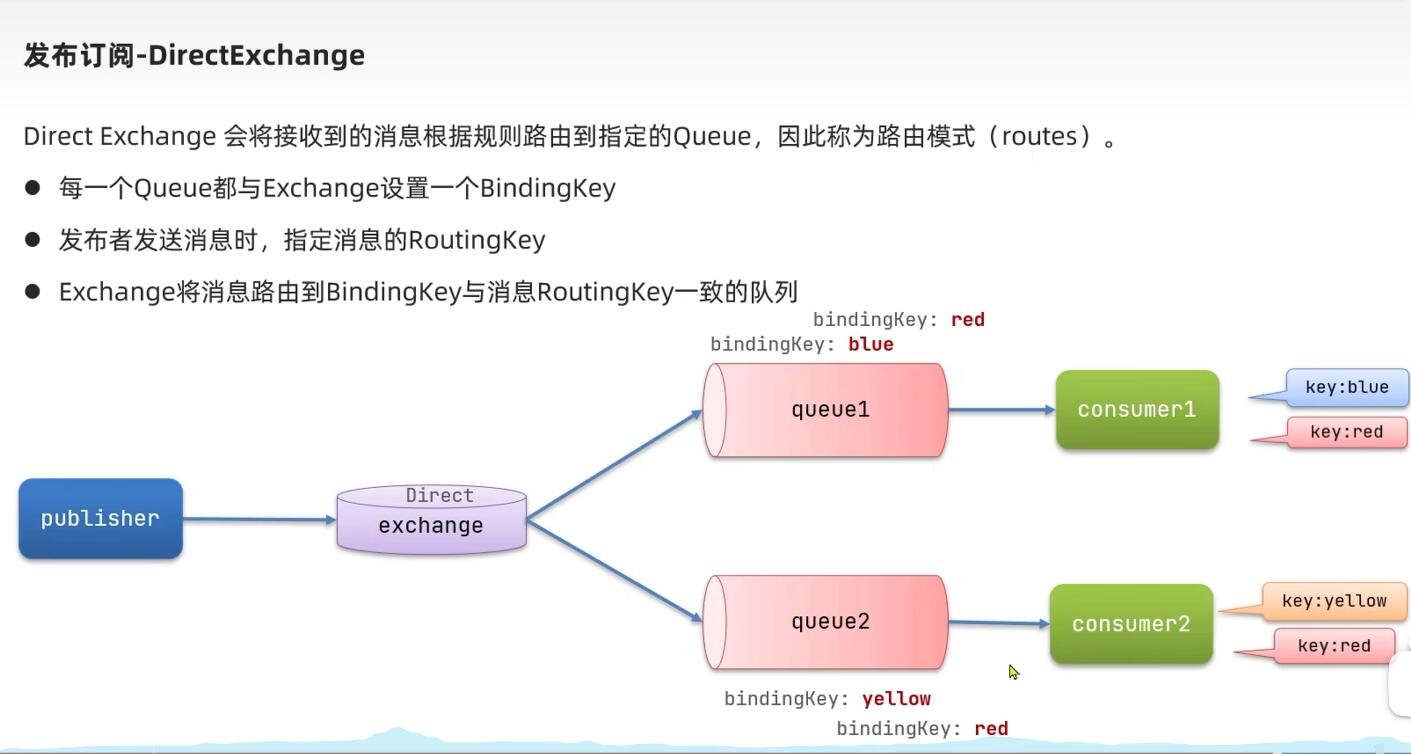 发布订阅-DirectExchange
Direct Exchange 会将接收到的消息根据规则路由到指定的Queue，因此称为路由模式（routes）。
● 每一个Queue都与Exchange设置一个BindingKey
● 发布者发送消息时，指定消息的RoutingKey
● Exchange将消息路由到BindingKey与消息RoutingKey一致的队列
bindingKey: red
bindingKey: blue
queue1
consumer1
key:blue
key:red
publisher
Direct
exchange
queue2
consumer2
key:yellow
key:red
bindingKey: yellow
bindingKey: red